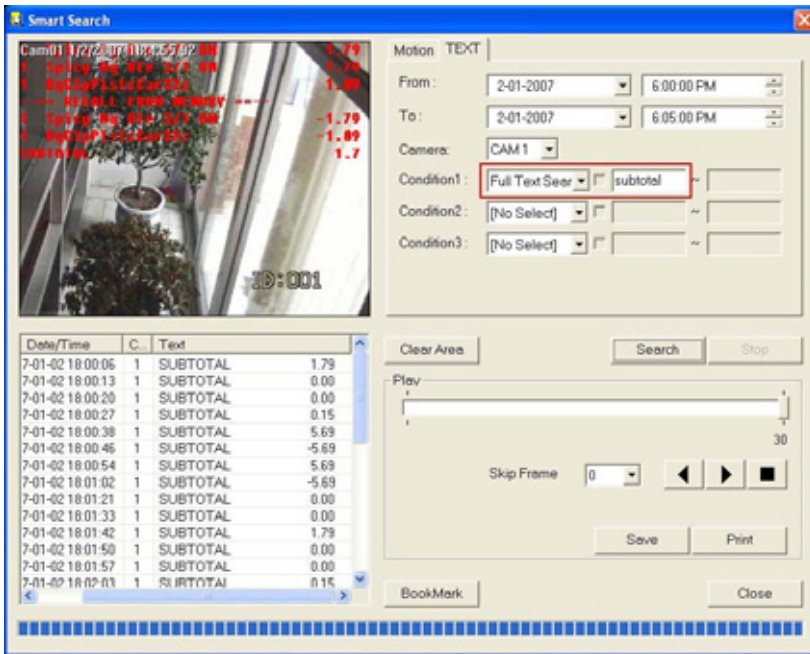 Smart Search
Cam01
1.79
RECALL FROM MEMORY
-1.79
-1.09
SUBTOTAL 1.7
ID:001
Motion TEXT
From : 2-01-2007 6:00:00 PM
To : 2-01-2007 6:05:00 PM
Camera: CAM 1
Condition1 : Full Text Sear subtotal ~
Condition2 : [No Select] ~
Condition3 : [No Select] ~
Date/Time C... Text
7-01-02 18:00:06 1 SUBTOTAL 1.79
7-01-02 18:00:13 1 SUBTOTAL 0.00
7-01-02 18:00:20 1 SUBTOTAL 0.00
7-01-02 18:00:27 1 SUBTOTAL 0.15
7-01-02 18:00:38 1 SUBTOTAL 5.69
7-01-02 18:00:46 1 SUBTOTAL -5.69
7-01-02 18:00:54 1 SUBTOTAL 5.69
7-01-02 18:01:02 1 SUBTOTAL -5.69
7-01-02 18:01:21 1 SUBTOTAL 0.00
7-01-02 18:01:33 1 SUBTOTAL 0.00
7-01-02 18:01:42 1 SUBTOTAL 1.79
7-01-02 18:01:50 1 SUBTOTAL 0.00
7-01-02 18:01:57 1 SUBTOTAL 0.00
7-01-02 18:02:03 1 SUBTOTAL 0.15
Clear Area Search Stop
Play
30
Skip Frame 0
Save Print
BookMark Close